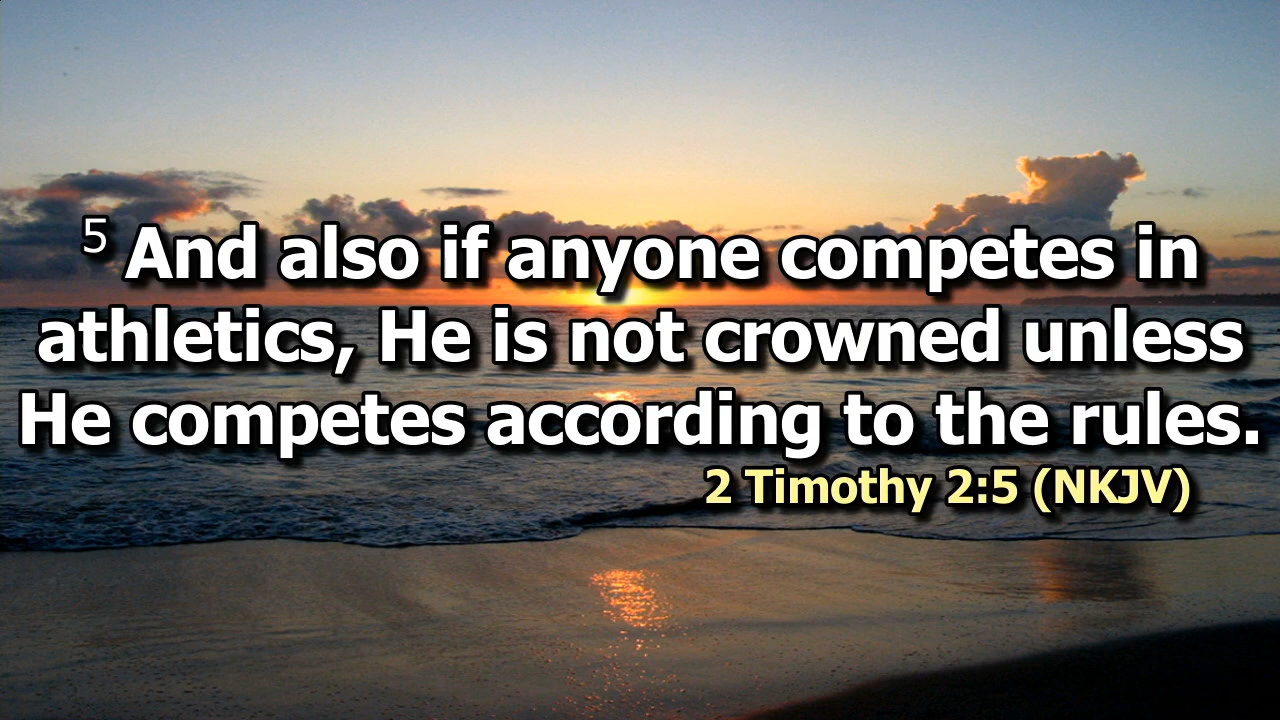 5 And also if anyone competes in
athletics, He is not crowned unless
He competes according to the rules.
2 Timothy 2:5 (NKJV)